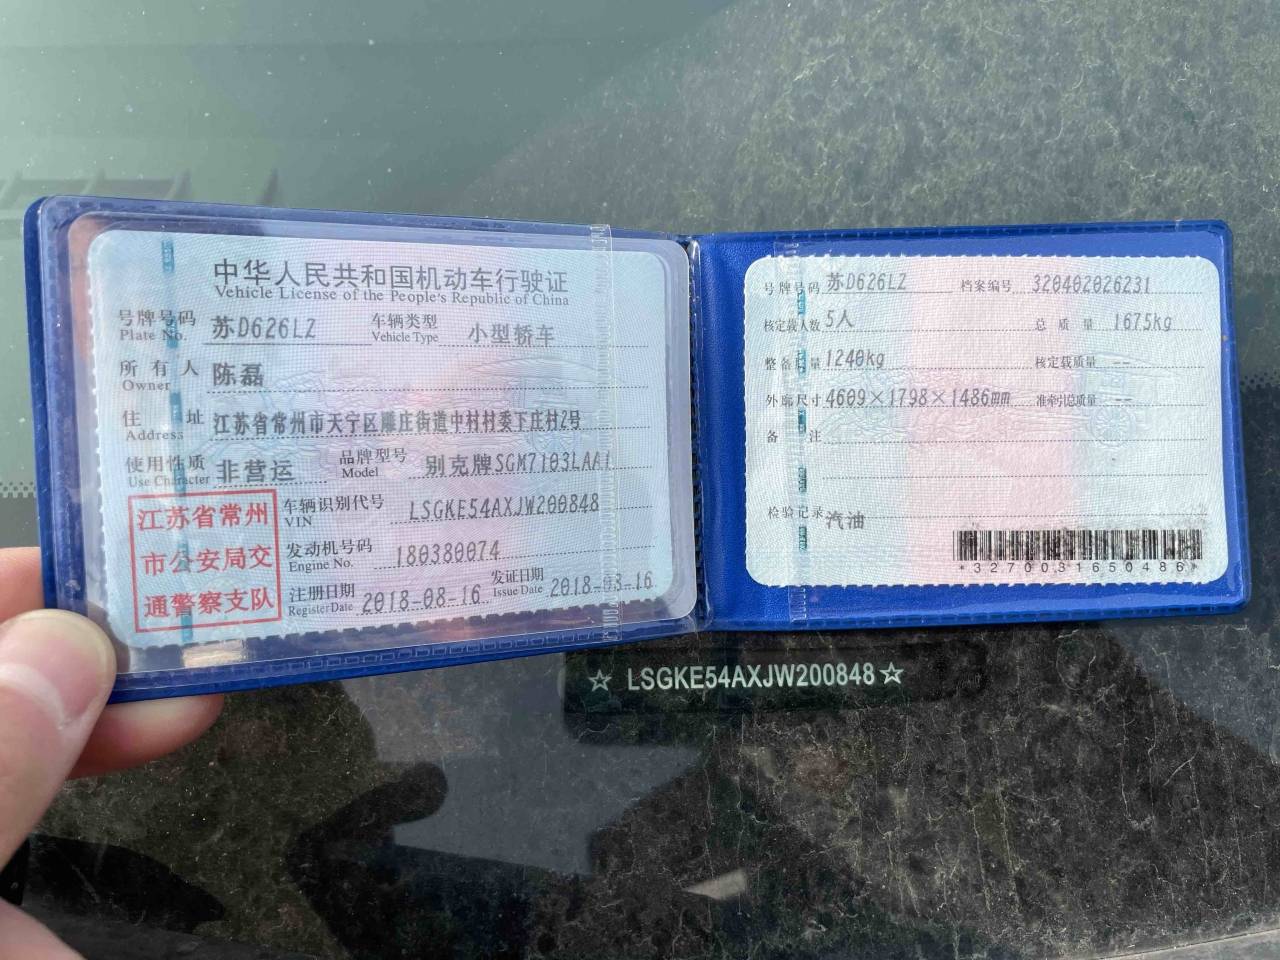 中华人民共和国机动车行驶证
Vehicle License of the People's Republic of China
号牌号码 苏D626LZ 车辆类型 小型轿车
Plate No. Vehicle Type
所有人 陈磊
Owner
住址 江苏省常州市天宁区雕庄街道中村村委下庄村2号
Address
使用性质 非营运 品牌型号 别克牌SGM7103LAA1
Use Character Model
江苏省常州
市公安局交
通警察支队
车辆识别代号 LSGKE54AXJW200848
VIN
发动机号码 180380074
Engine No.
注册日期 2018-08-16 发证日期 2018-08-16
Register Date Issue Date
号牌号码 苏D626LZ 档案编号 320402026231
核定载人数 5人 总质量 1675kg
整备质量 1240kg 核定载质量 --
外廓尺寸 4609×1798×1486mm 准牵引总质量 --
备注
检验记录 汽油
*3270031650486*
☆ LSGKE54AXJW200848☆